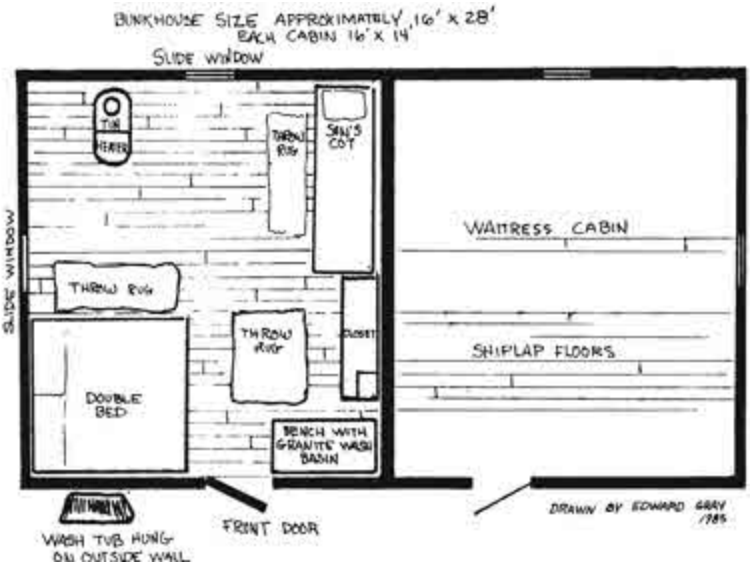 BUNKHOUSE SIZE APPROXIMATELY 16' X 28'
EACH CABIN 16' X 14'
SLIDE WINDOW
TIN
HEATER
THROW
RUG
SON'S
COT
WAITRESS CABIN
SLIDE WINDOW
THROW RUG
THROW
RUG
CLOSET
SHIPLAP FLOORS
DOUBLE
BED
BENCH WITH
GRANITE WASH
BASIN
FRONT DOOR
DRAWN BY EDWARD GRAY
1985
WASH TUB HUNG
ON OUTSIDE WALL